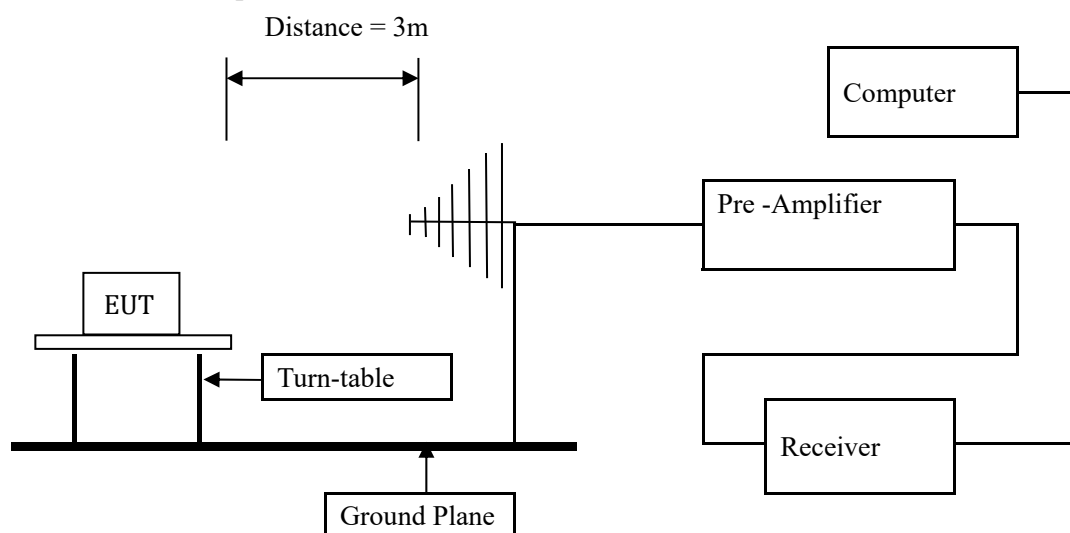 Distance = 3m
Computer
Pre -Amplifier
EUT
Turn-table
Receiver
Ground Plane